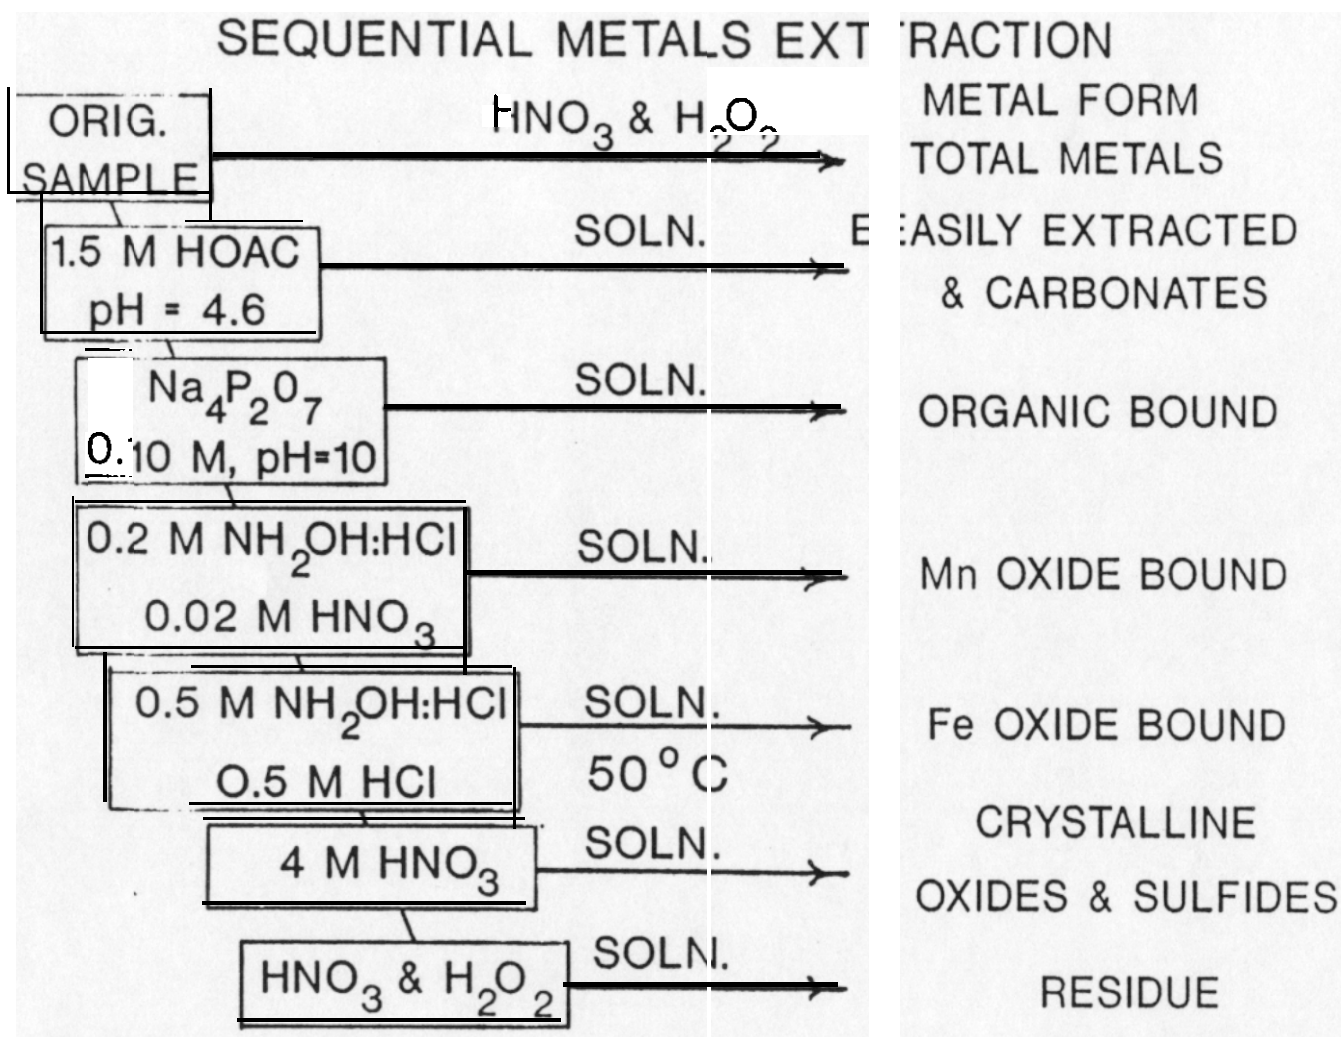 SEQUENTIAL METALS EXTRACTION
METAL FORM
ORIG.
SAMPLE
HNO3 & H2O2
TOTAL METALS
1.5 M HOAC
pH = 4.6
SOLN.
EASILY EXTRACTED
& CARBONATES
Na4P2O7
0.10 M, pH=10
SOLN.
ORGANIC BOUND
0.2 M NH2OH:HCl
0.02 M HNO3
SOLN.
Mn OXIDE BOUND
0.5 M NH2OH:HCl
0.5 M HCl
SOLN.
50°C
Fe OXIDE BOUND
4 M HNO3
SOLN.
CRYSTALLINE
OXIDES & SULFIDES
HNO3 & H2O2
SOLN.
RESIDUE